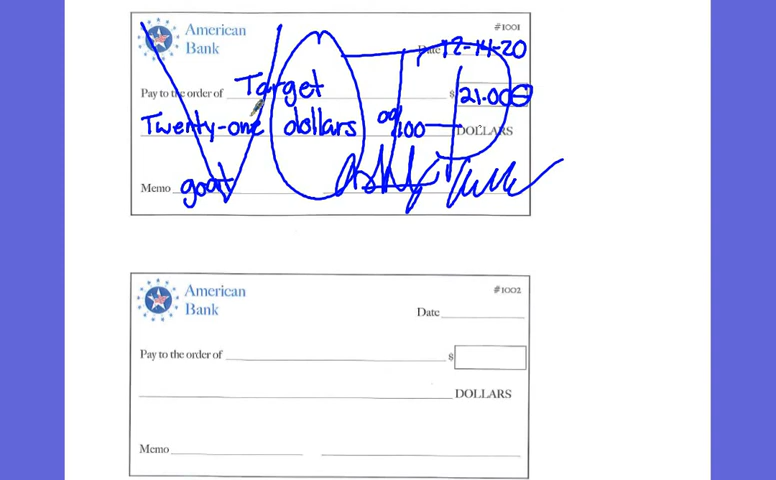 American
Bank
#1001
Date 12-14-20
Pay to the order of Target
$ 21.00
Twenty-one dollars 00/100 DOLLARS
Memo goat
VOID
American
Bank
#1002
Date
Pay to the order of
$
DOLLARS
Memo